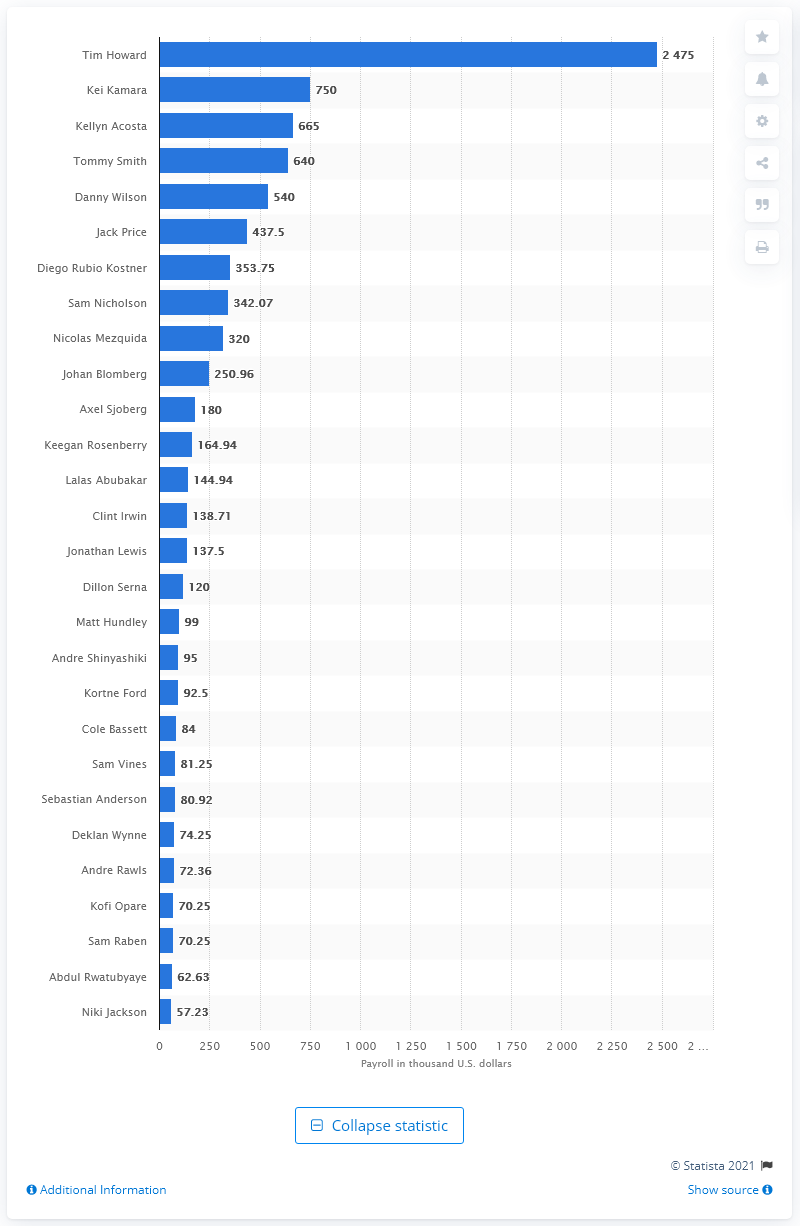 Tim Howard 2 475
Kei Kamara 750
Kellyn Acosta 665
Tommy Smith 640
Danny Wilson 540
Jack Price 437.5
Diego Rubio Kostner 353.75
Sam Nicholson 342.07
Nicolas Mezquida 320
Johan Blomberg 250.96
Axel Sjoberg 180
Keegan Rosenberry 164.94
Lalas Abubakar 144.94
Clint Irwin 138.71
Jonathan Lewis 137.5
Dillon Serna 120
Matt Hundley 99
Andre Shinyashiki 95
Kortne Ford 92.5
Cole Bassett 84
Sam Vines 81.25
Sebastian Anderson 80.92
Deklan Wynne 74.25
Andre Rawls 72.36
Kofi Opare 70.25
Sam Raben 70.25
Abdul Rwatubyaye 62.63
Niki Jackson 57.23
0 250 500 750 1 000 1 250 1 500 1 750 2 000 2 250 2 500 2 ...
Payroll in thousand U.S. dollars
Collapse statistic
© Statista 2021
Additional Information Show source